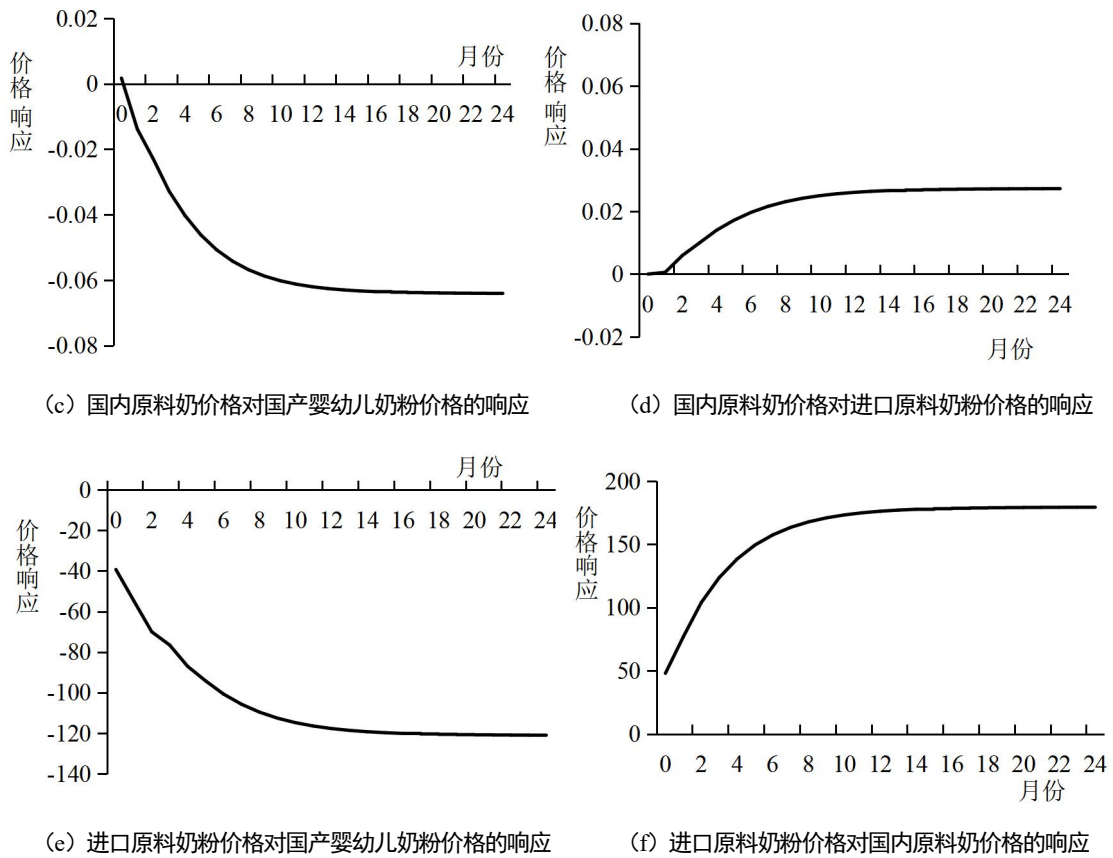 0.02
0
-0.02
-0.04
-0.06
-0.08
价格响应
月份
0 2 4 6 8 10 12 14 16 18 20 22 24
（c）国内原料奶价格对国产婴幼儿奶粉价格的响应
0.08
0.06
0.04
0.02
0
-0.02
价格响应
0 2 4 6 8 10 12 14 16 18 20 22 24
月份
（d）国内原料奶价格对进口原料奶粉价格的响应
月份
0
-20
-40
-60
-80
-100
-120
-140
价格响应
0 2 4 6 8 10 12 14 16 18 20 22 24
（e）进口原料奶粉价格对国产婴幼儿奶粉价格的响应
200
150
100
50
0
价格响应
0 2 4 6 8 10 12 14 16 18 20 22 24
月份
（f）进口原料奶粉价格对国内原料奶价格的响应